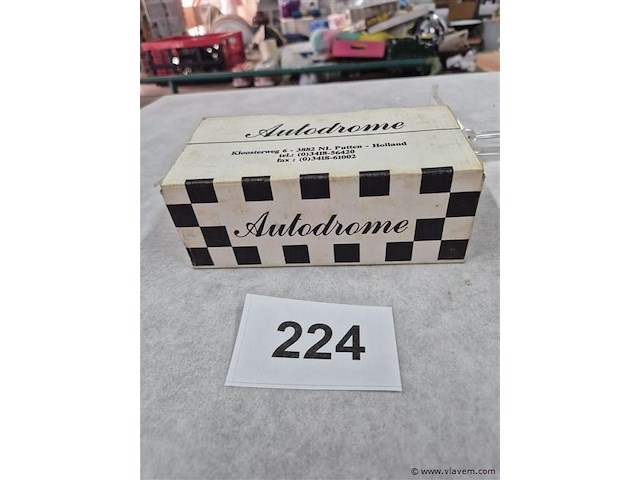 Autodrome
Kloosterweg 6 - 3882 NL Putten - Holland
tel.: (0)3418-56420
fax : (0)3418-61002
Autodrome
224
© www.vlavem.com